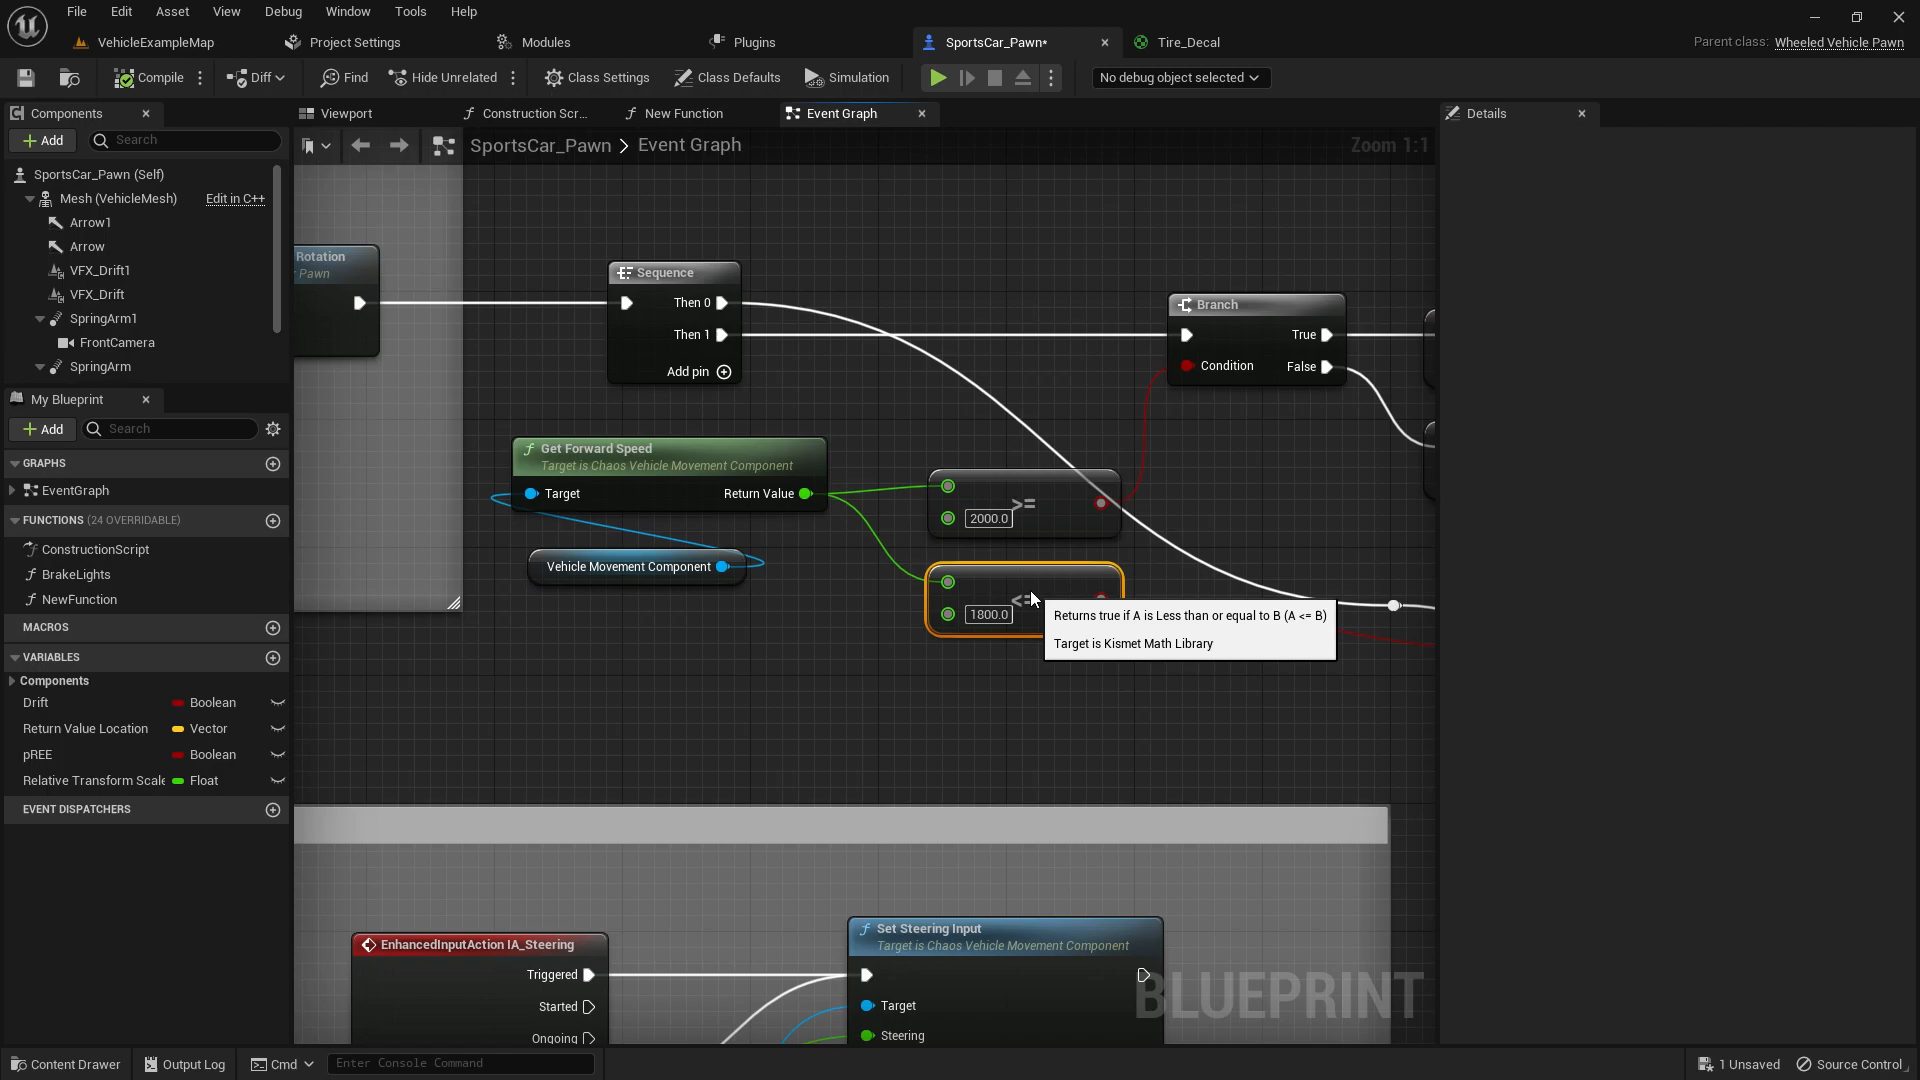 File Edit Asset View Debug Window Tools Help
VehicleExampleMap Project Settings Modules Plugins SportsCar_Pawn* Tire_Decal Parent class: Wheeled Vehicle Pawn
Compile Diff Find Hide Unrelated Class Settings Class Defaults Simulation No debug object selected
Components
Add Search
SportsCar_Pawn (Self)
Mesh (VehicleMesh) Edit in C++
Arrow1
Arrow
VFX_Drift1
VFX_Drift
SpringArm1
FrontCamera
SpringArm
My Blueprint
Add Search
GRAPHS
EventGraph
FUNCTIONS (24 OVERRIDABLE)
ConstructionScript
BrakeLights
NewFunction
MACROS
VARIABLES
Components
Drift Boolean
Return Value Location Vector
pREE Boolean
Relative Transform Scale Float
EVENT DISPATCHERS
Viewport Construction Scr... New Function Event Graph
SportsCar_Pawn > Event Graph Zoom 1:1
Rotation
Pawn
Sequence
Then 0
Then 1
Add pin
Branch
True
Condition False
Get Forward Speed
Target is Chaos Vehicle Movement Component
Target Return Value
Vehicle Movement Component
>=
2000.0
<=
1800.0
Returns true if A is Less than or equal to B (A <= B)
Target is Kismet Math Library
EnhancedInputAction IA_Steering
Triggered
Started
Ongoing
Set Steering Input
Target is Chaos Vehicle Movement Component
Target
Steering
BLUEPRINT
Details
Content Drawer Output Log Cmd Enter Console Command 1 Unsaved Source Control